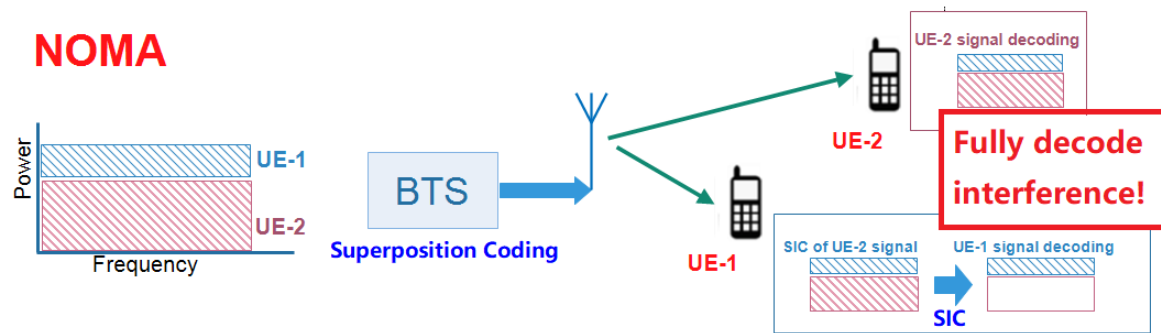 NOMA
Power
UE-1
UE-2
Frequency
BTS
Superposition Coding
UE-2
UE-1
UE-2 signal decoding
Fully decode
interference!
SIC of UE-2 signal
UE-1 signal decoding
SIC